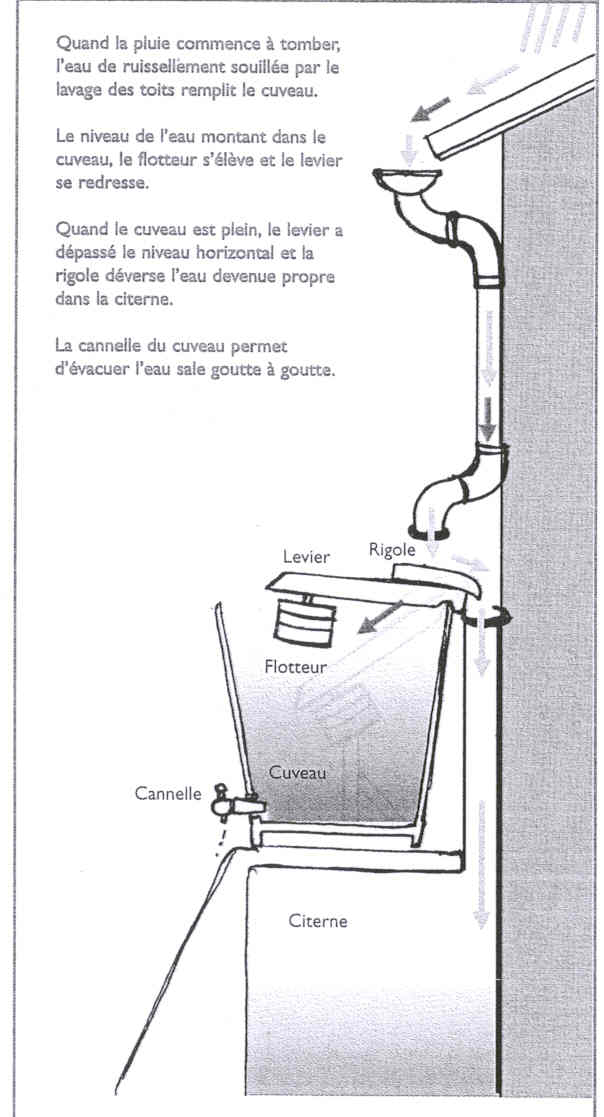 Quand la pluie commence à tomber,
l'eau de ruissellement souillée par le
lavage des toits remplit le cuveau.
Le niveau de l'eau montant dans le
cuveau, le flotteur s'élève et le levier
se redresse.
Quand le cuveau est plein, le levier a
dépassé le niveau horizontal et la
rigole déverse l'eau devenue propre
dans la citerne.
La cannelle du cuveau permet
d'évacuer l'eau sale goutte à goutte.
Levier
Rigole
Flotteur
Cuveau
Cannelle
Citerne